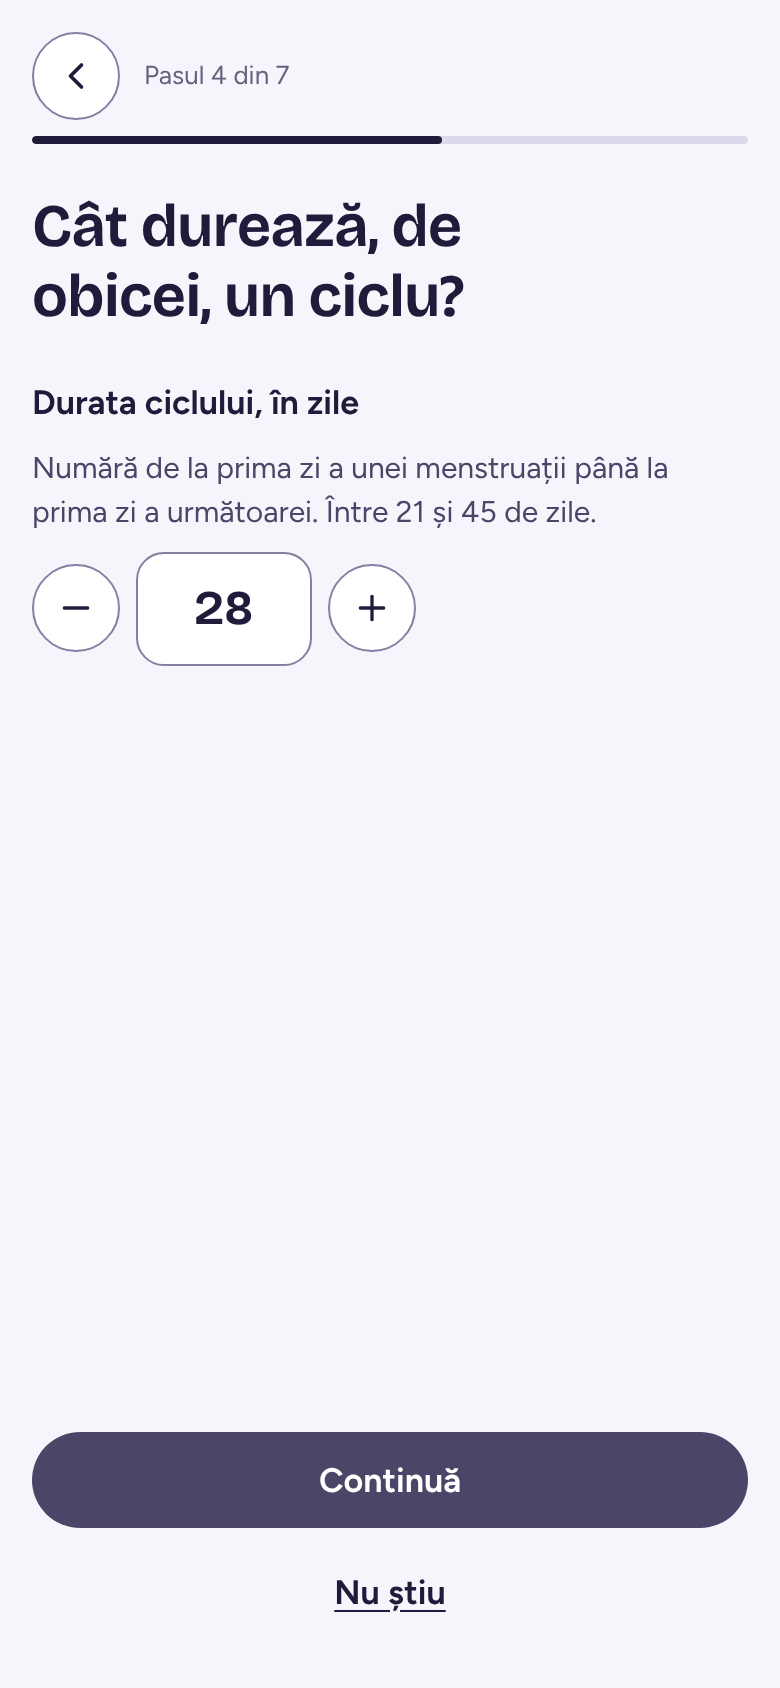 Pasul 4 din 7
Cât durează, de
obicei, un ciclu?
Durata ciclului, în zile
Numără de la prima zi a unei menstruații până la
prima zi a următoarei. Între 21 și 45 de zile.
28
Continuă
Nu știu